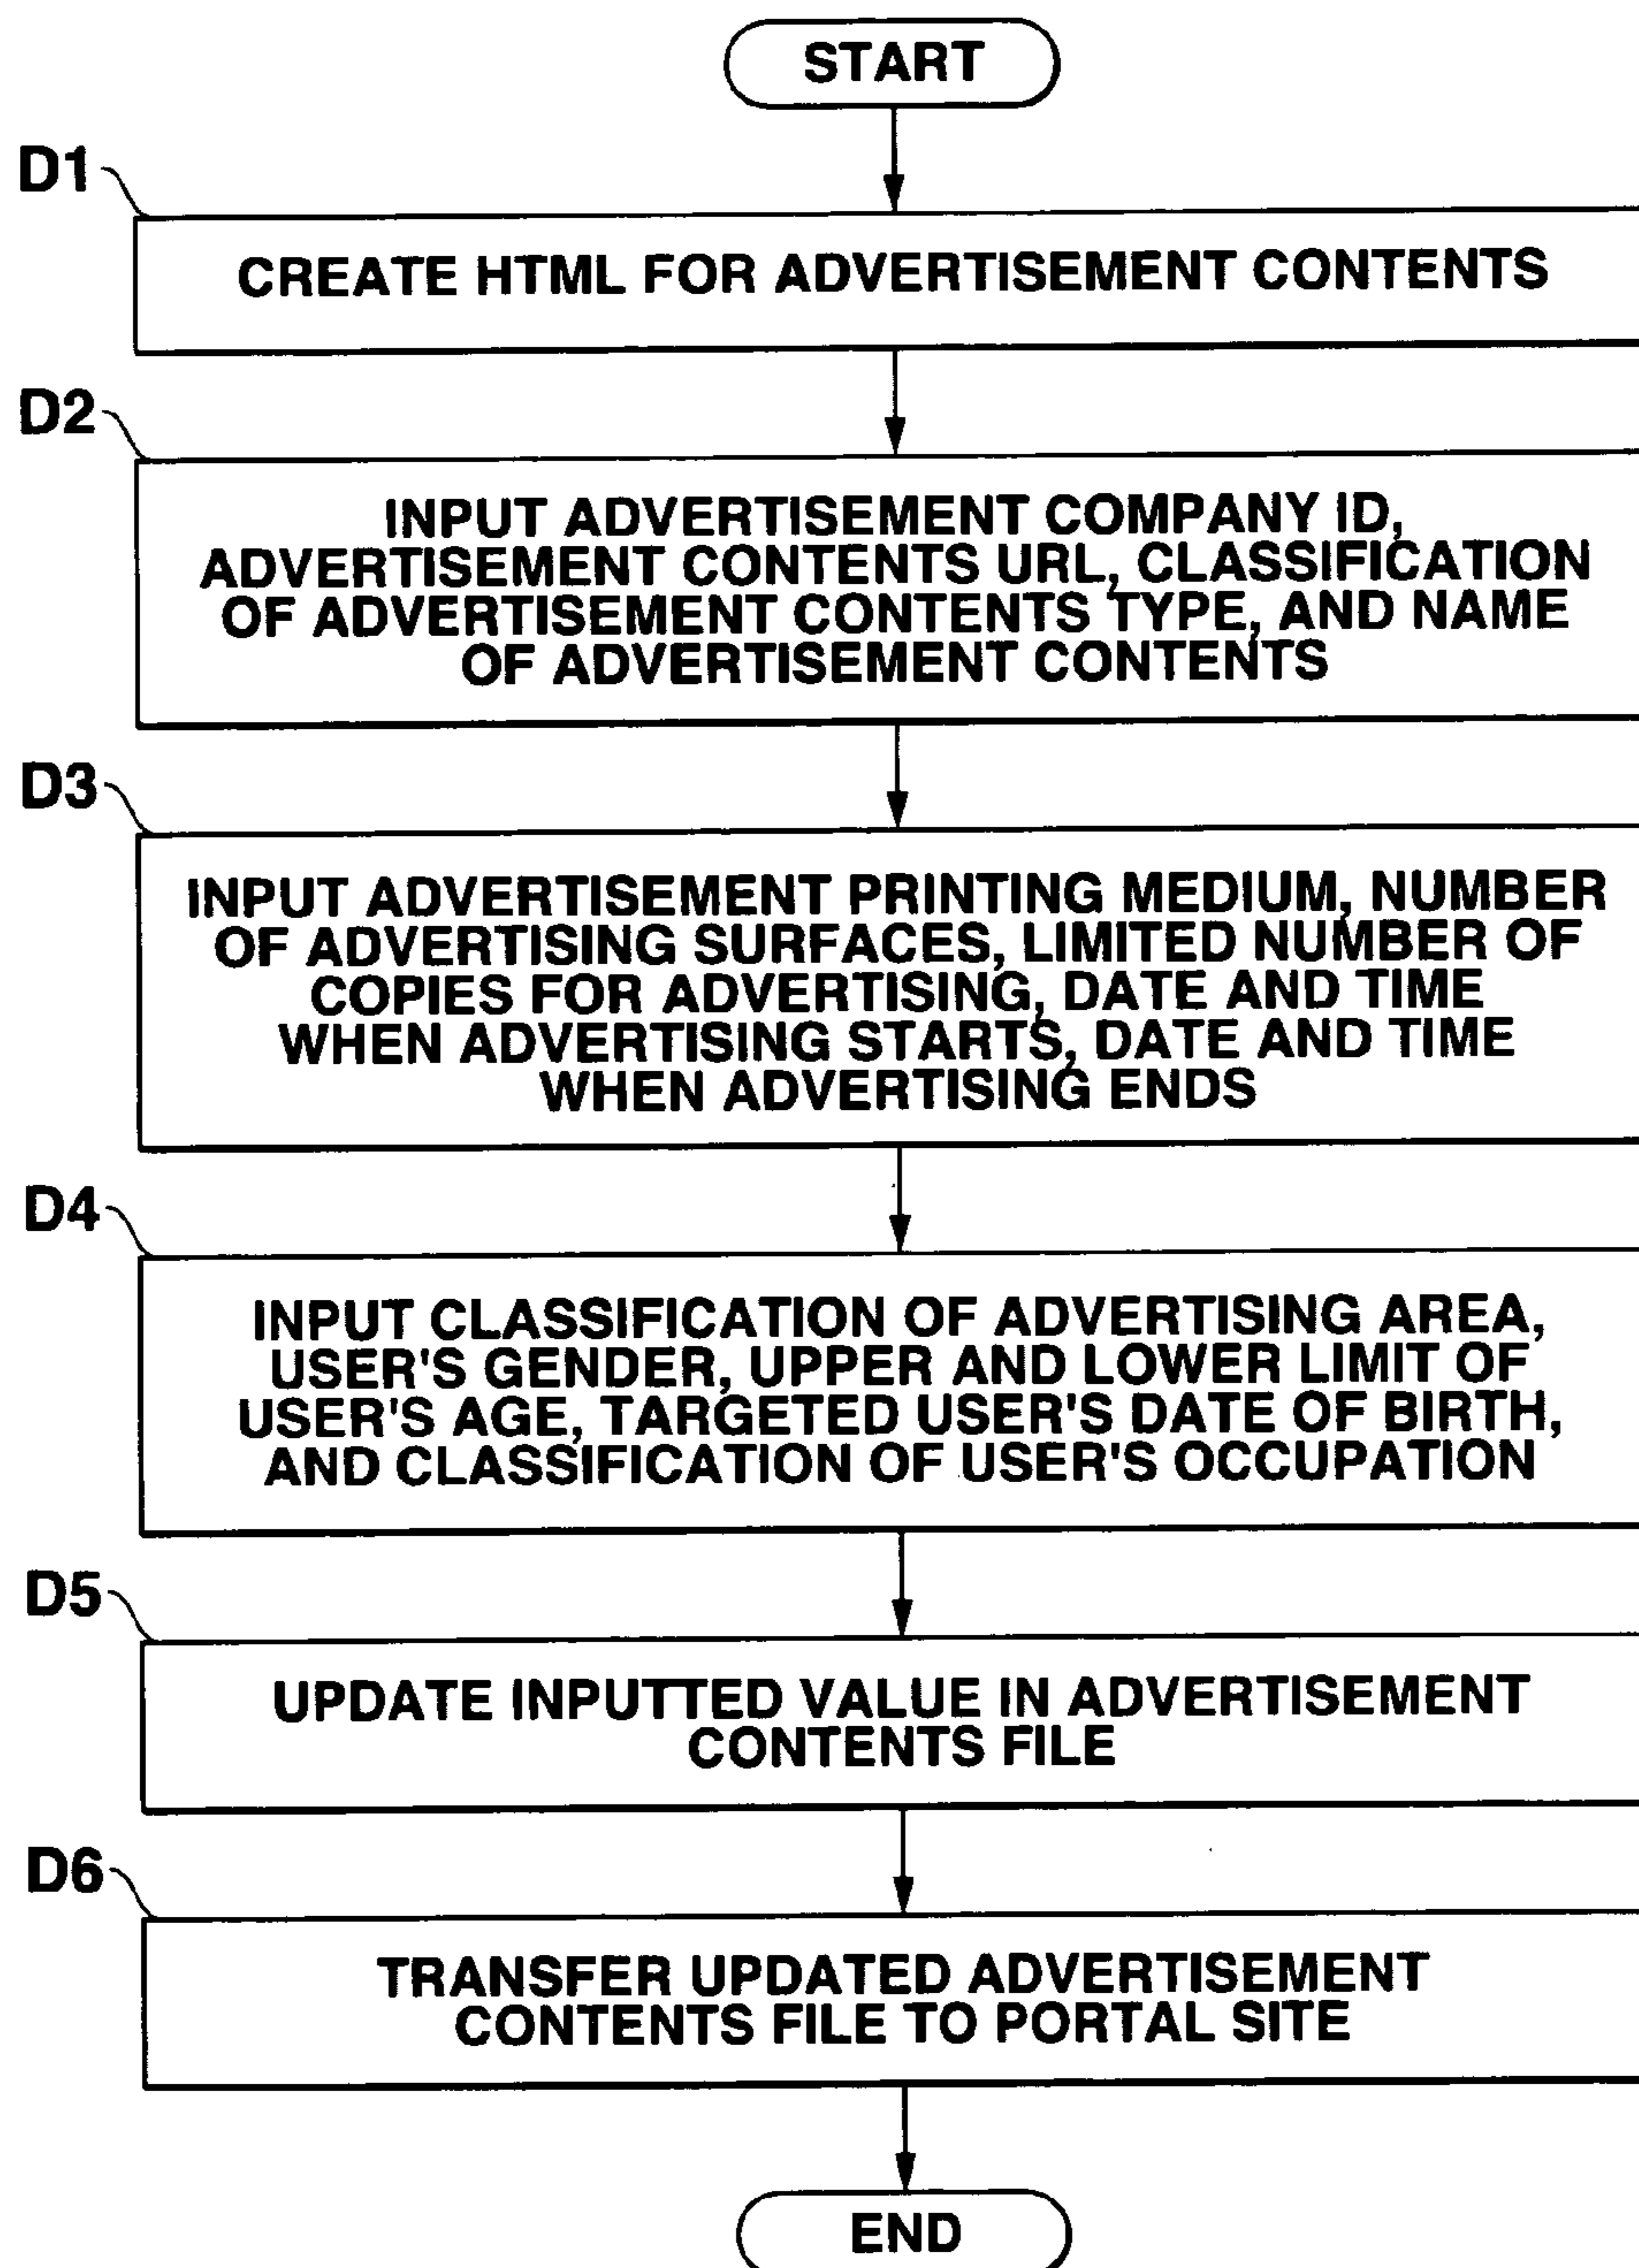 START
D1
CREATE HTML FOR ADVERTISEMENT CONTENTS
D2
INPUT ADVERTISEMENT COMPANY ID,
ADVERTISEMENT CONTENTS URL, CLASSIFICATION
OF ADVERTISEMENT CONTENTS TYPE, AND NAME
OF ADVERTISEMENT CONTENTS
D3
INPUT ADVERTISEMENT PRINTING MEDIUM, NUMBER
OF ADVERTISING SURFACES, LIMITED NUMBER OF
COPIES FOR ADVERTISING, DATE AND TIME
WHEN ADVERTISING STARTS, DATE AND TIME
WHEN ADVERTISING ENDS
D4
INPUT CLASSIFICATION OF ADVERTISING AREA,
USER'S GENDER, UPPER AND LOWER LIMIT OF
USER'S AGE, TARGETED USER'S DATE OF BIRTH,
AND CLASSIFICATION OF USER'S OCCUPATION
D5
UPDATE INPUTTED VALUE IN ADVERTISEMENT
CONTENTS FILE
D6
TRANSFER UPDATED ADVERTISEMENT
CONTENTS FILE TO PORTAL SITE
END